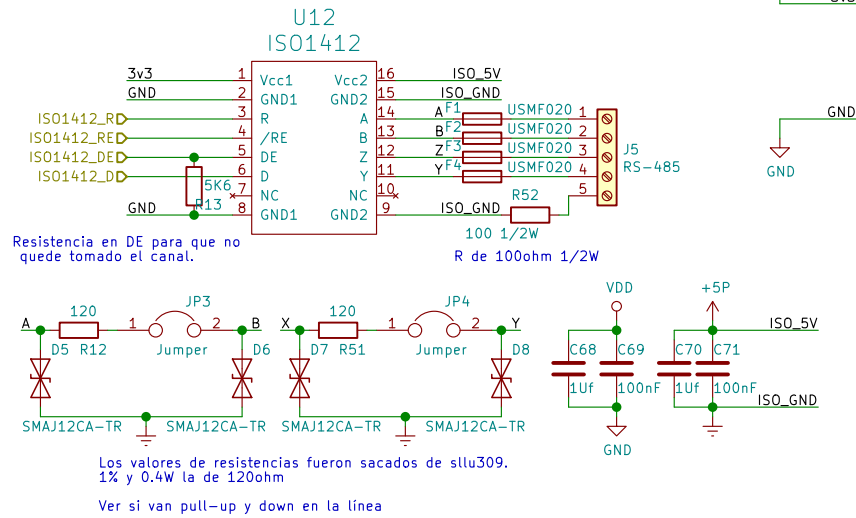 3v3
U12
ISO1412
3v3 1 Vcc1 Vcc2 16 ISO_5V
GND 2 GND1 GND2 15 ISO_GND
ISO1412_R 3 R A 14 A F1 USMF020 1
ISO1412_RE 4 /RE B 13 B F2 USMF020 2
ISO1412_DE 5 DE Z 12 Z F3 USMF020 3
ISO1412_D 6 D Y 11 Y F4 USMF020 4
J5
RS-485
GND
GND
5K6
R13
7 NC NC 10
GND 8 GND1 GND2 9 ISO_GND R52 5
100 1/2W
Resistencia en DE para que no
quede tomado el canal.
R de 100ohm 1/2W
A 120 1 JP3 2 B
D5 R12 Jumper D6
SMAJ12CA-TR SMAJ12CA-TR
X 120 1 JP4 2 Y
D7 R51 Jumper D8
SMAJ12CA-TR SMAJ12CA-TR
VDD +5P
ISO_5V
C68 C69 C70 C71
1Uf 100nF 1Uf 100nF
ISO_GND
GND
Los valores de resistencias fueron sacados de sllu309.
1% y 0.4W la de 120ohm
Ver si van pull-up y down en la línea